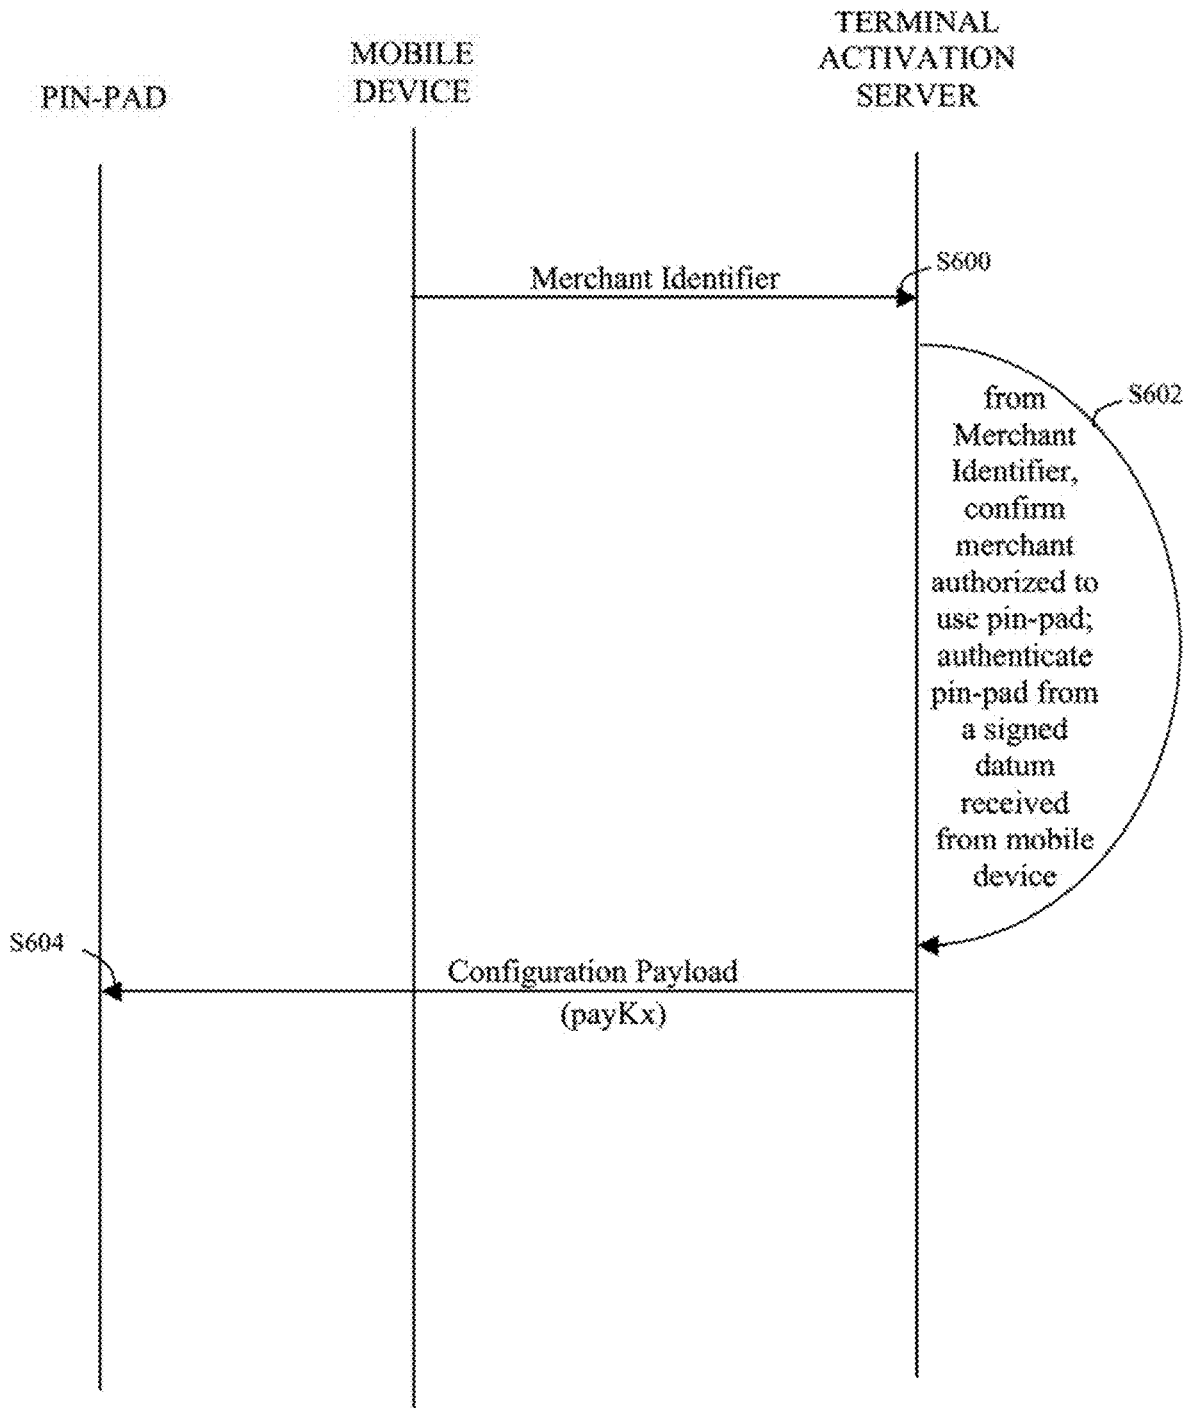 PIN-PAD
MOBILE
DEVICE
TERMINAL
ACTIVATION
SERVER
Merchant Identifier
S600
S602
from
Merchant
Identifier,
confirm
merchant
authorized to
use pin-pad;
authenticate
pin-pad from
a signed
datum
received
from mobile
device
S604
Configuration Payload
(payKx)